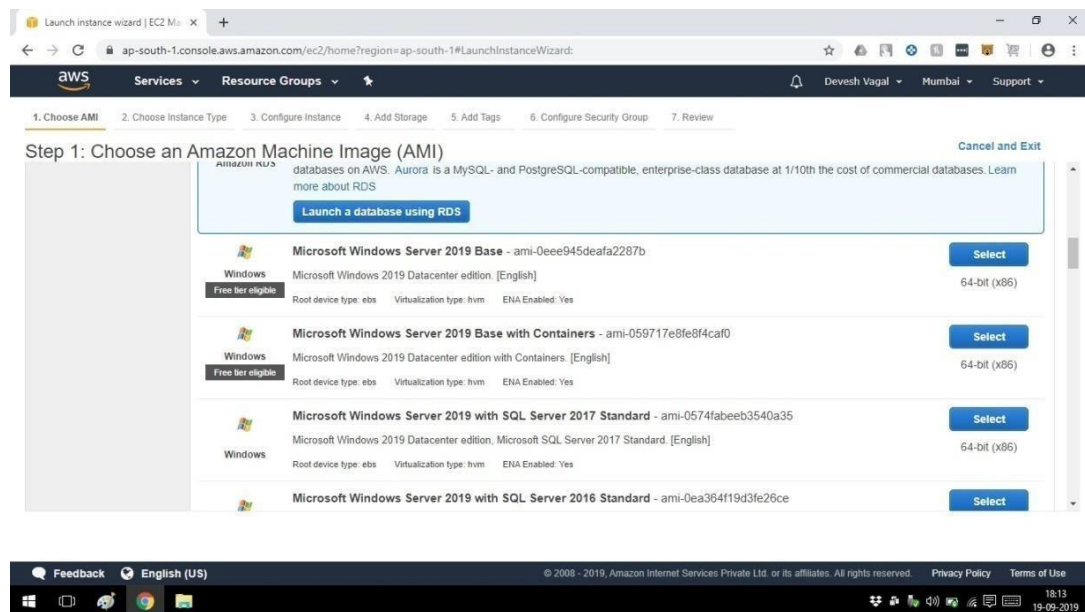 Launch instance wizard | EC2 Ma
ap-south-1.console.aws.amazon.com/ec2/home?region=ap-south-1#LaunchInstanceWizard:
aws Services Resource Groups Devesh Vagal Mumbai Support
1. Choose AMI 2. Choose Instance Type 3. Configure Instance 4. Add Storage 5. Add Tags 6. Configure Security Group 7. Review
Step 1: Choose an Amazon Machine Image (AMI)
Cancel and Exit
Amazon RDS
databases on AWS. Aurora is a MySQL- and PostgreSQL-compatible, enterprise-class database at 1/10th the cost of commercial databases. Learn
more about RDS
Launch a database using RDS
Microsoft Windows Server 2019 Base - ami-0eee945deafa2287b
Select
Windows
Free tier eligible
Microsoft Windows 2019 Datacenter edition. [English]
64-bit (x86)
Root device type: ebs Virtualization type: hvm ENA Enabled: Yes
Microsoft Windows Server 2019 Base with Containers - ami-059717e8fe8f4caf0
Select
Windows
Free tier eligible
Microsoft Windows 2019 Datacenter edition with Containers. [English]
64-bit (x86)
Root device type: ebs Virtualization type: hvm ENA Enabled: Yes
Microsoft Windows Server 2019 with SQL Server 2017 Standard - ami-0574fabeeb3540a35
Select
Windows
Microsoft Windows 2019 Datacenter edition, Microsoft SQL Server 2017 Standard. [English]
64-bit (x86)
Root device type: ebs Virtualization type: hvm ENA Enabled: Yes
Microsoft Windows Server 2019 with SQL Server 2016 Standard - ami-0ea364f19d3fe26ce
Select
Feedback English (US)
© 2008 - 2019, Amazon Internet Services Private Ltd. or its affiliates. All rights reserved. Privacy Policy Terms of Use
18:13
19-09-2019